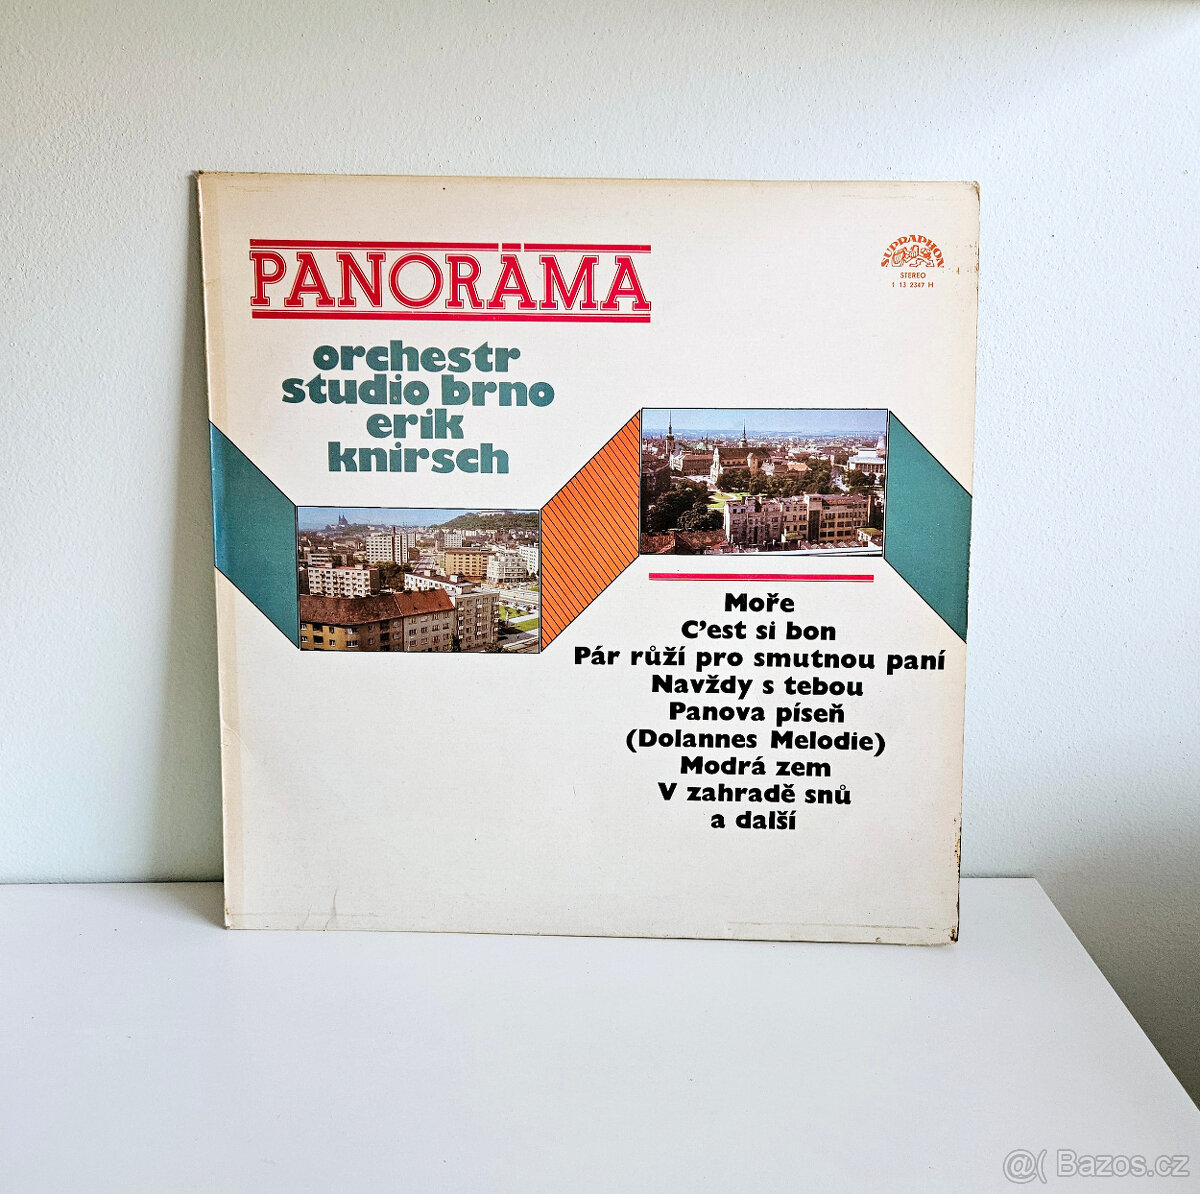 PANORÁMA
SUPRAPHON
STEREO
1 13 2347 H
orchestr
studio brno
erik
knirsch
Moře
C'est si bon
Pár růží pro smutnou paní
Navždy s tebou
Panova píseň
(Dolannes Melodie)
Modrá zem
V zahradě snů
a další
@( Bazos.cz